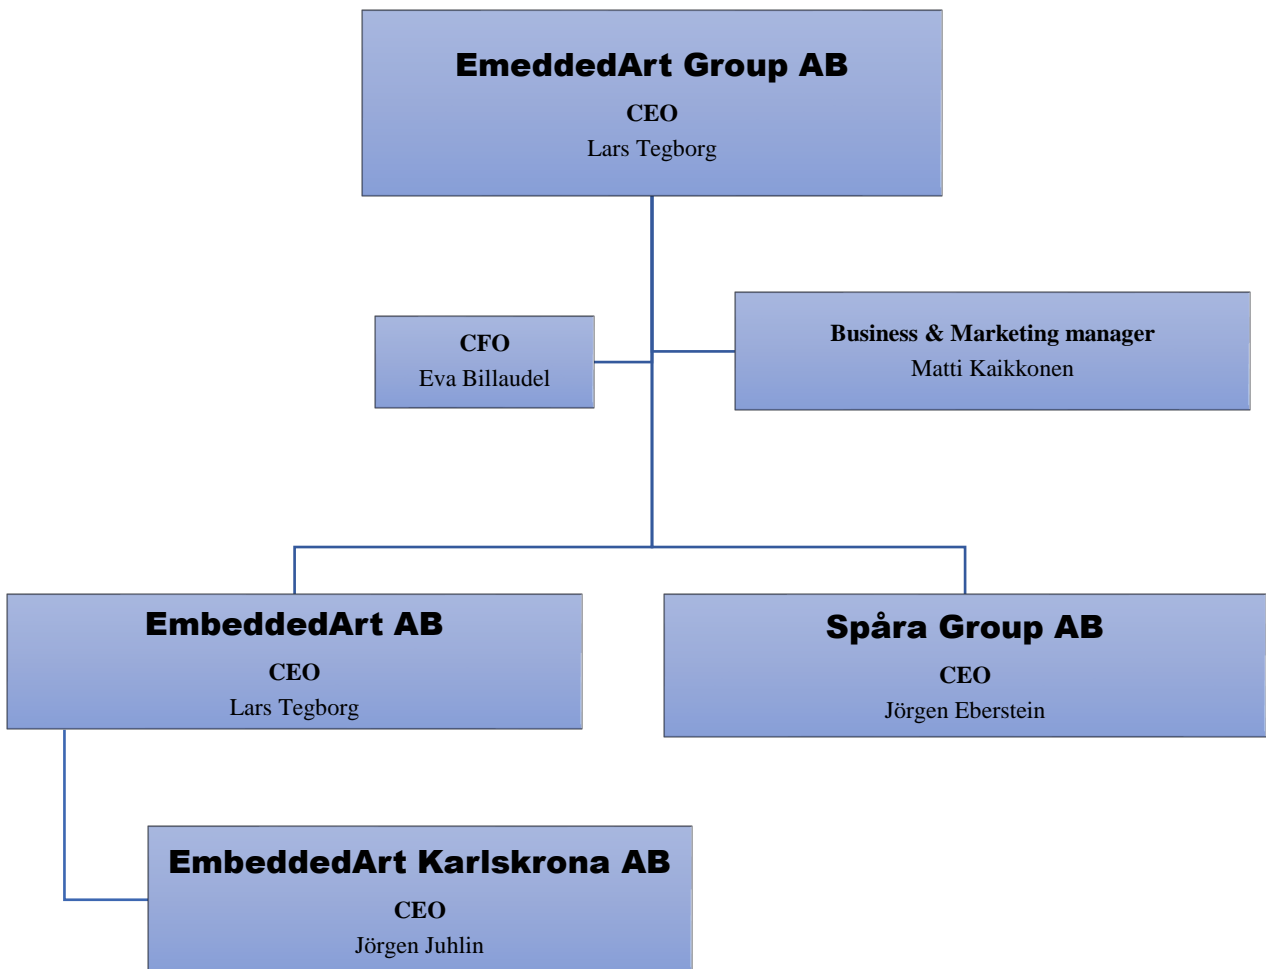 EmeddedArt Group AB
CEO
Lars Tegborg
CFO
Eva Billaudel
Business & Marketing manager
Matti Kaikkonen
EmbeddedArt AB
CEO
Lars Tegborg
Spåra Group AB
CEO
Jörgen Eberstein
EmbeddedArt Karlskrona AB
CEO
Jörgen Juhlin